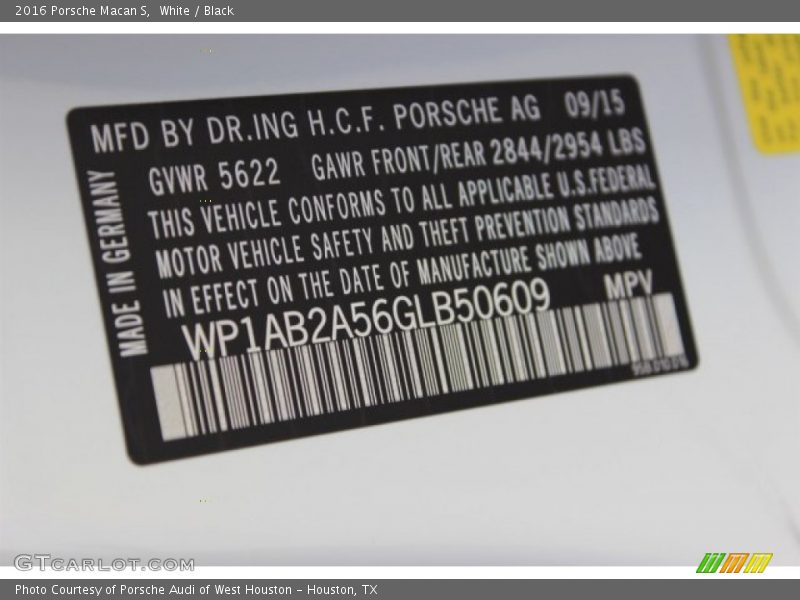 2016 Porsche Macan S, White / Black
MFD BY DR.ING H.C.F. PORSCHE AG 09/15
GVWR 5622 GAWR FRONT/REAR 2844/2954 LBS
THIS VEHICLE CONFORMS TO ALL APPLICABLE U.S.FEDERAL
MOTOR VEHICLE SAFETY AND THEFT PREVENTION STANDARDS
IN EFFECT ON THE DATE OF MANUFACTURE SHOWN ABOVE
WP1AB2A56GLB50609 MPV
MADE IN GERMANY
GTCARLOT.COM
Photo Courtesy of Porsche Audi of West Houston - Houston, TX